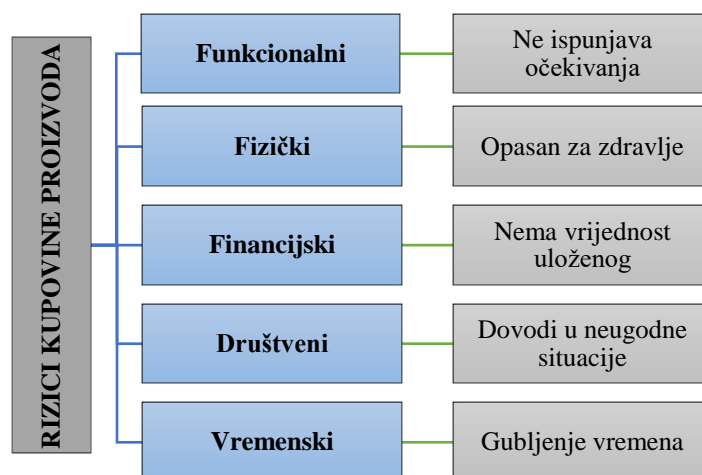 RIZICI KUPOVINE PROIZVODA
Funkcionalni
Ne ispunjava
očekivanja
Fizički
Opasan za zdravlje
Financijski
Nema vrijednost
uloženog
Društveni
Dovodi u neugodne
situacije
Vremenski
Gubljenje vremena